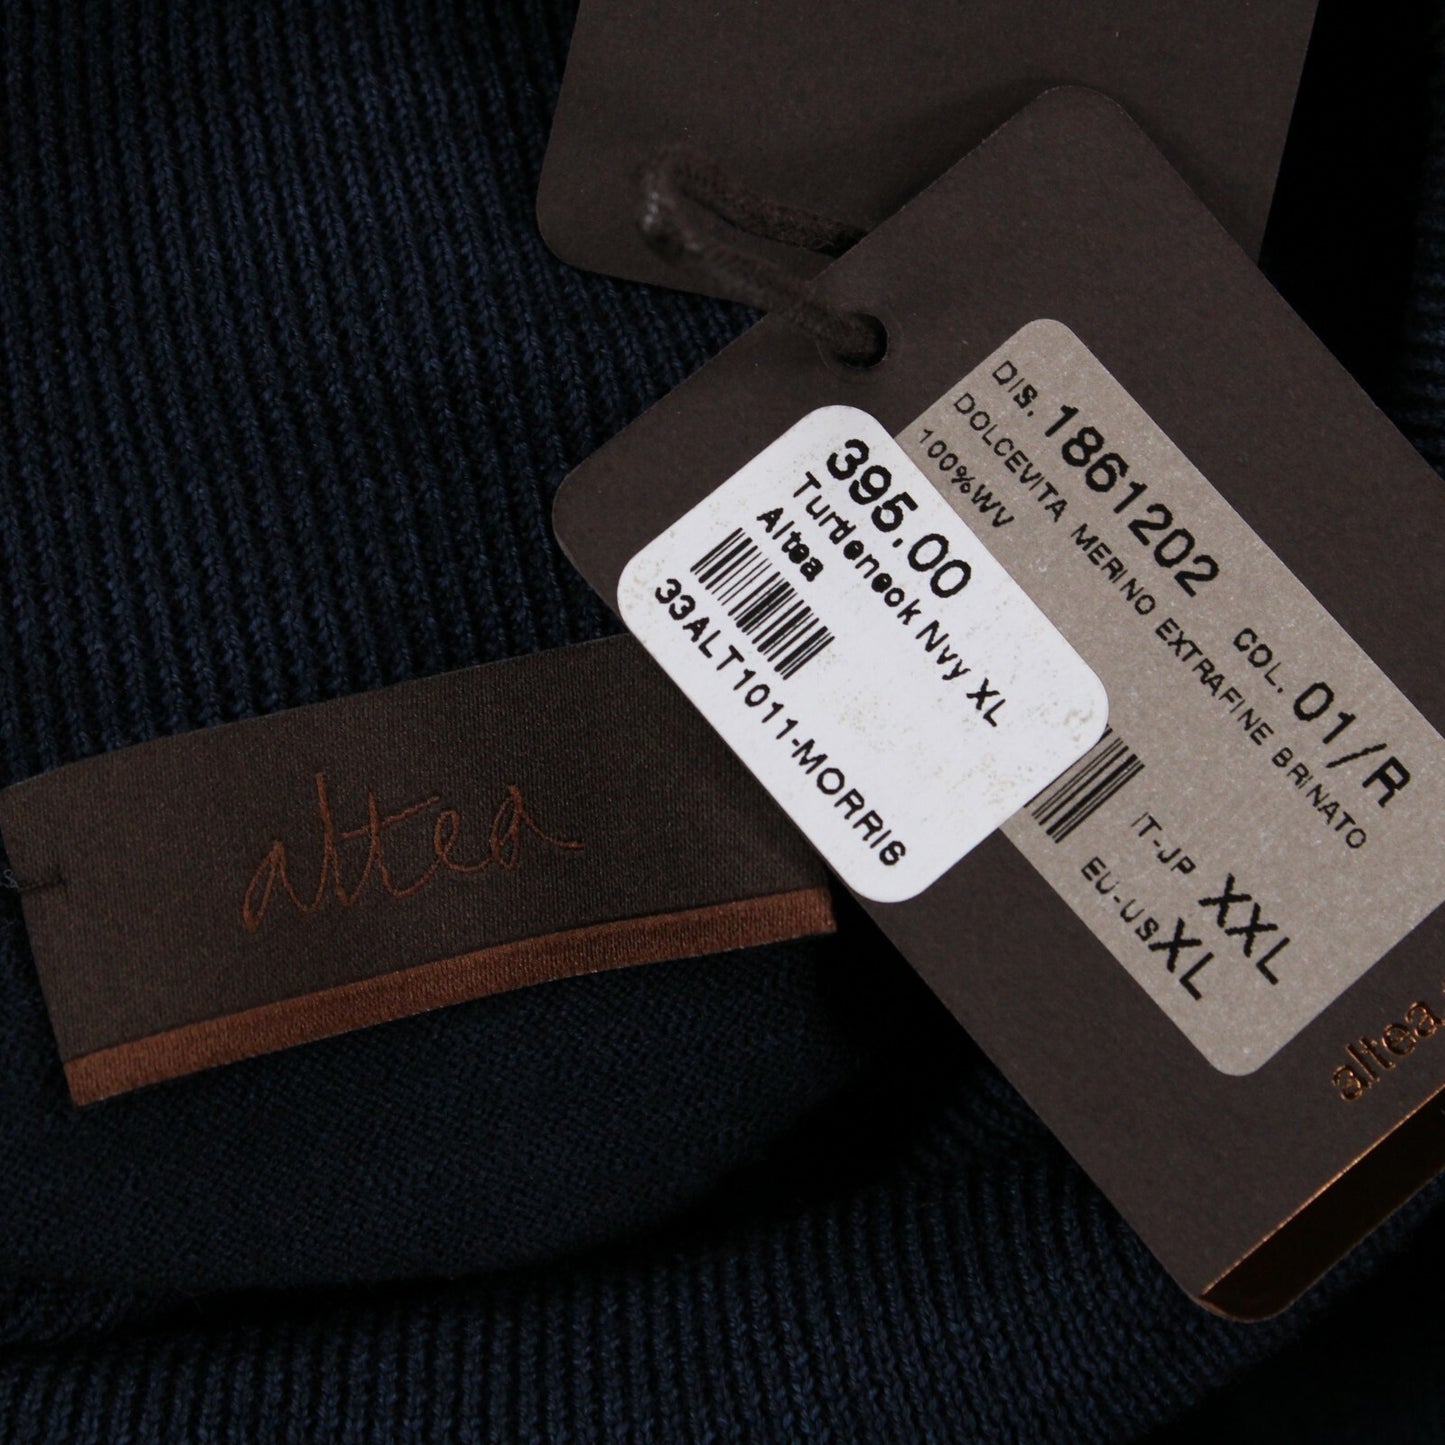 DIS. 1861202 COL. 01/R
DOLCEVITA MERINO EXTRAFINE BRINATO
100%WV
IT-JP XXL
EU-US XL
395.00
Turtleneck Nvy XL
Altea
33ALT1011-MORRIS
altea
altea